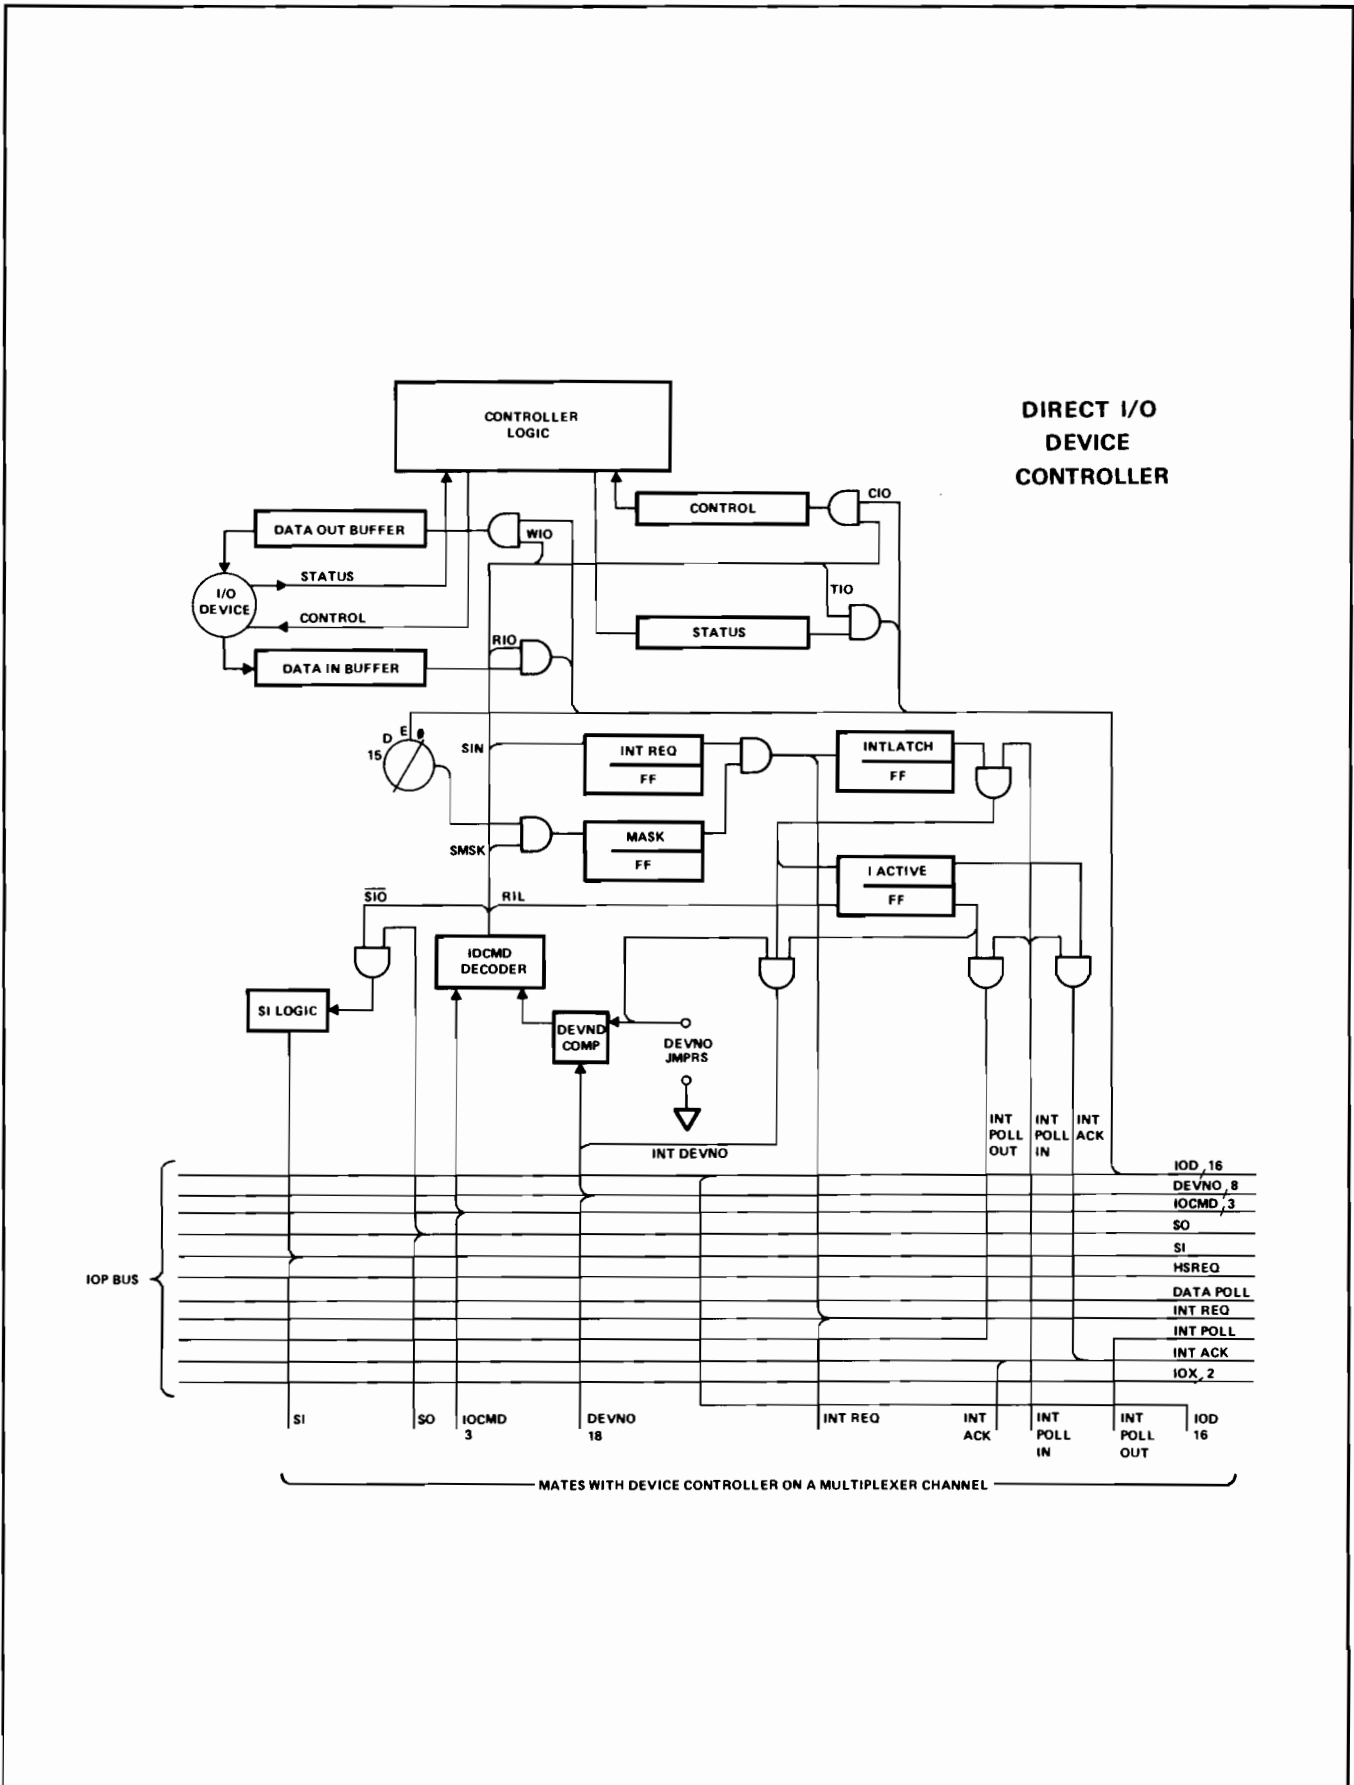 DIRECT I/O
DEVICE
CONTROLLER
CONTROLLER
LOGIC
CIO
CONTROL
DATA OUT BUFFER
WIO
STATUS
I/O
DEVICE
CONTROL
TIO
STATUS
RIO
DATA IN BUFFER
D
E
15
SIN
INT REQ
FF
INTLATCH
FF
SMSK
MASK
FF
I ACTIVE
FF
SIO
RIL
IOCMD
DECODER
SI LOGIC
DEVND
COMP
DEVNO
JMPRS
INT
POLL
OUT
INT
POLL
IN
INT
ACK
INT DEVNO
IOD,16
DEVNO,8
IOCMD,3
SO
SI
HSREQ
DATA POLL
INT REQ
INT POLL
INT ACK
IOX,2
IOP BUS
SI
SO
IOCMD
3
DEVNO
18
INT REQ
INT
ACK
INT
POLL
IN
INT
POLL
OUT
IOD
16
MATES WITH DEVICE CONTROLLER ON A MULTIPLEXER CHANNEL